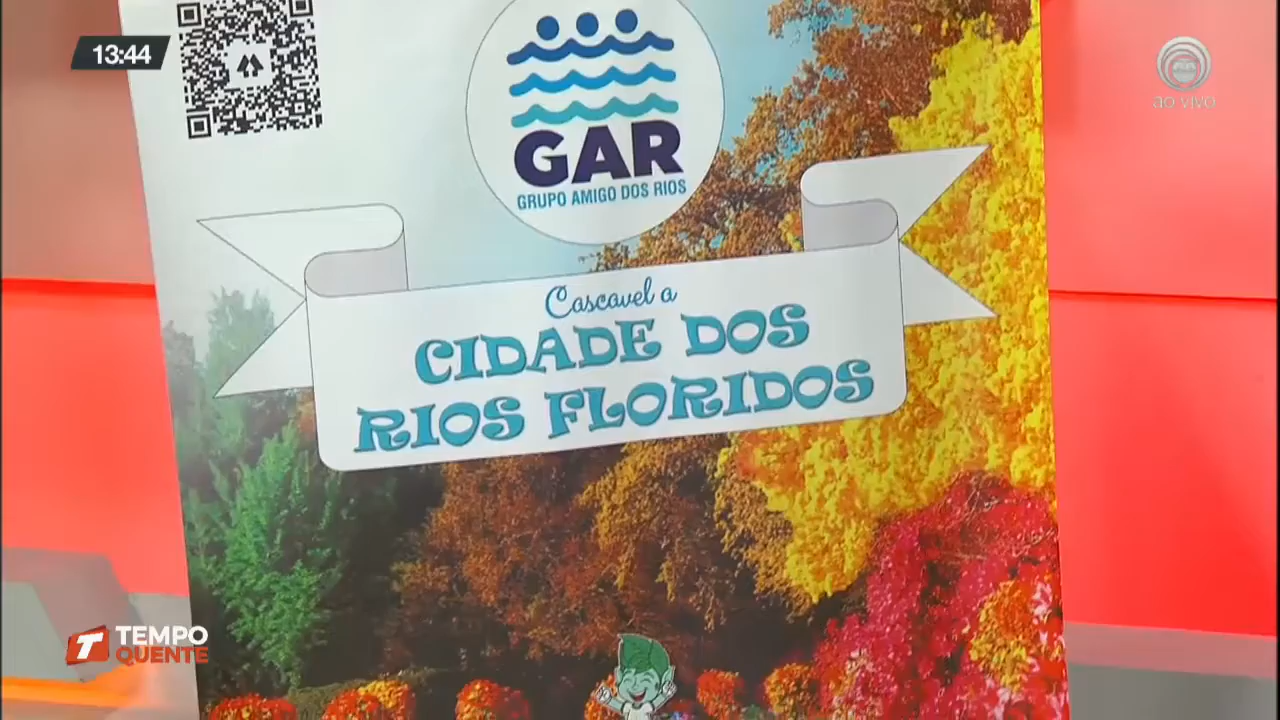 13:44
ao vivo
GAR
GRUPO AMIGO DOS RIOS
Cascavel a
CIDADE DOS
RIOS FLORIDOS
T TEMPO
QUENTE